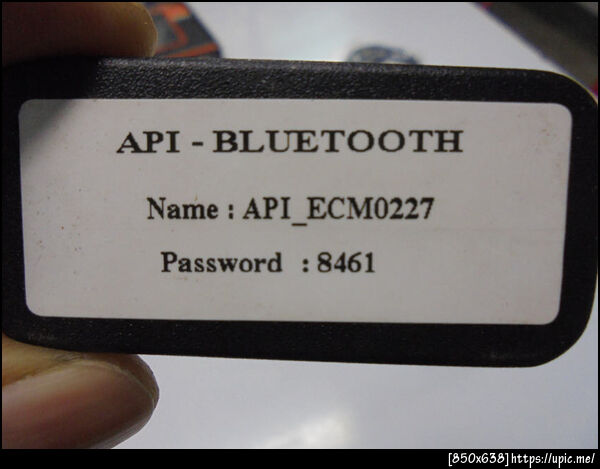 API - BLUETOOTH
Name : API_ECM0227
Password : 8461
[850x638]https://upic.me/